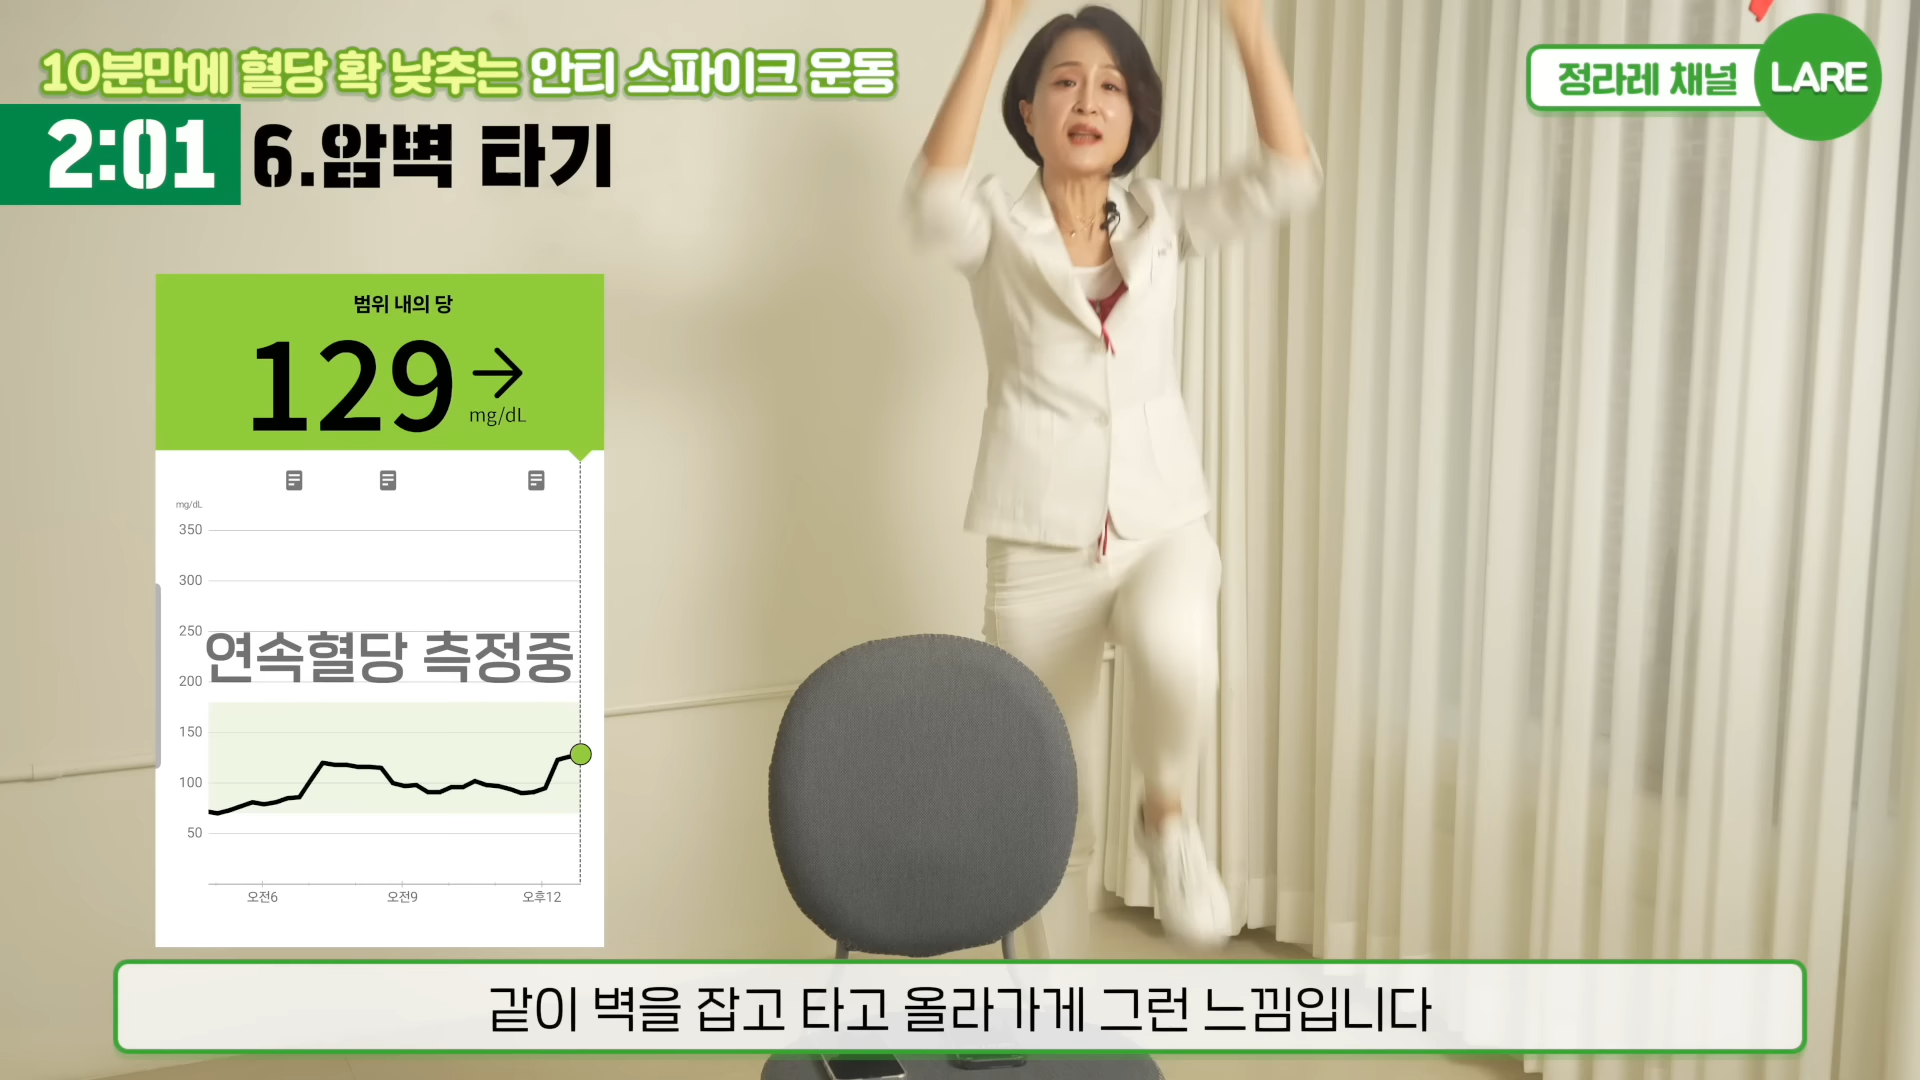 10분만에 혈당 확 낮추는 안티 스파이크 운동
정라레 채널 LARE
2:01 6.암벽 타기
범위 내의 당
129→
mg/dL
mg/dL
350
300
250
연속혈당 측정중
200
150
100
50
오전6 오전9 오후12
같이 벽을 잡고 타고 올라가게 그런 느낌입니다